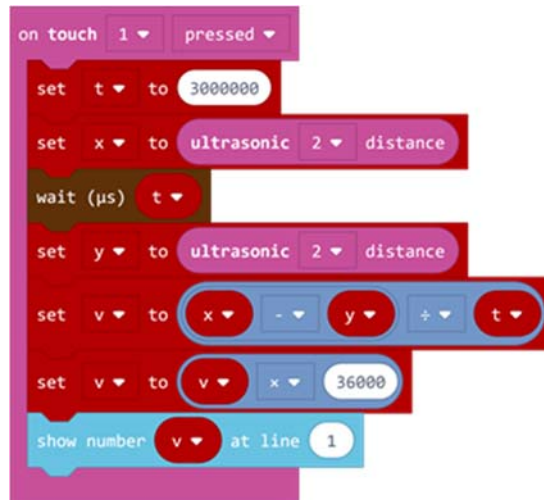 on touch 1 pressed
set t to 3000000
set x to ultrasonic 2 distance
wait (µs) t
set y to ultrasonic 2 distance
set v to x - y ÷ t
set v to v × 36000
show number v at line 1